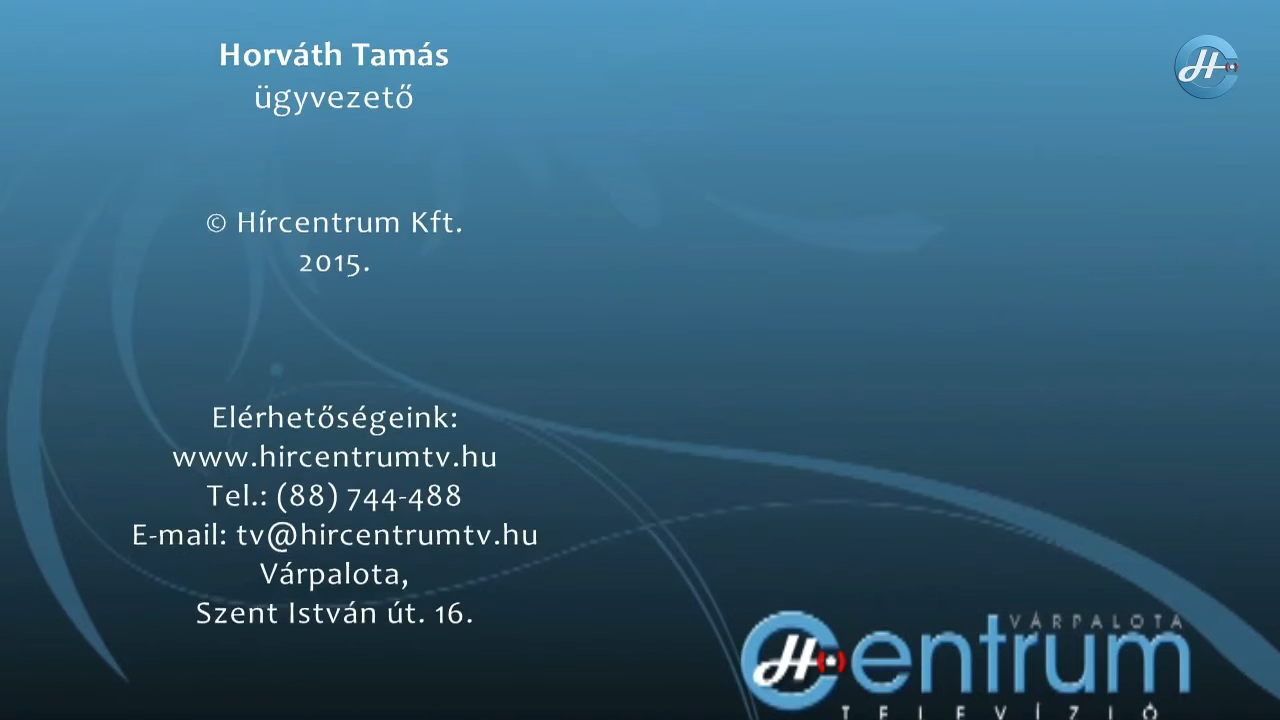 Horváth Tamás
ügyvezető
© Hírcentrum Kft.
2015.
Elérhetőségeink:
www.hircentrumtv.hu
Tel.: (88) 744-488
E-mail: tv@hircentrumtv.hu
Várpalota,
Szent István út. 16.
H
VÁRPALOTA
HCentrum
TELEVÍZIÓ